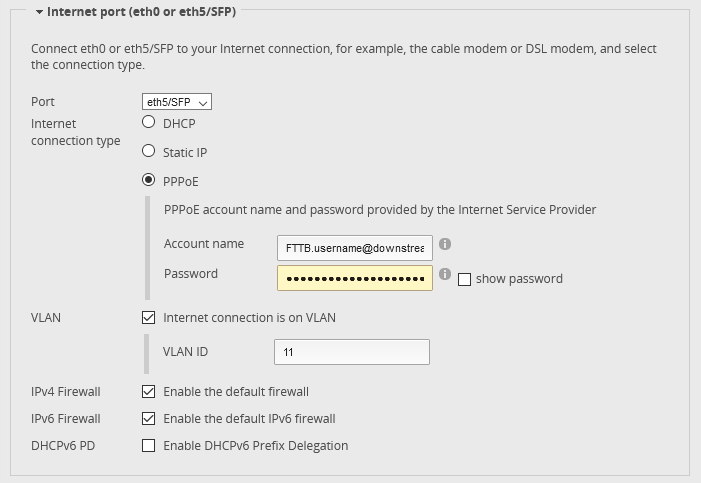 Internet port (eth0 or eth5/SFP)
Connect eth0 or eth5/SFP to your Internet connection, for example, the cable modem or DSL modem, and select
the connection type.
Port
eth5/SFP
Internet
connection type
DHCP
Static IP
PPPoE
PPPoE account name and password provided by the Internet Service Provider
Account name
FTTB.username@downstrea
Password
show password
VLAN
Internet connection is on VLAN
VLAN ID
11
IPv4 Firewall
Enable the default firewall
IPv6 Firewall
Enable the default IPv6 firewall
DHCPv6 PD
Enable DHCPv6 Prefix Delegation